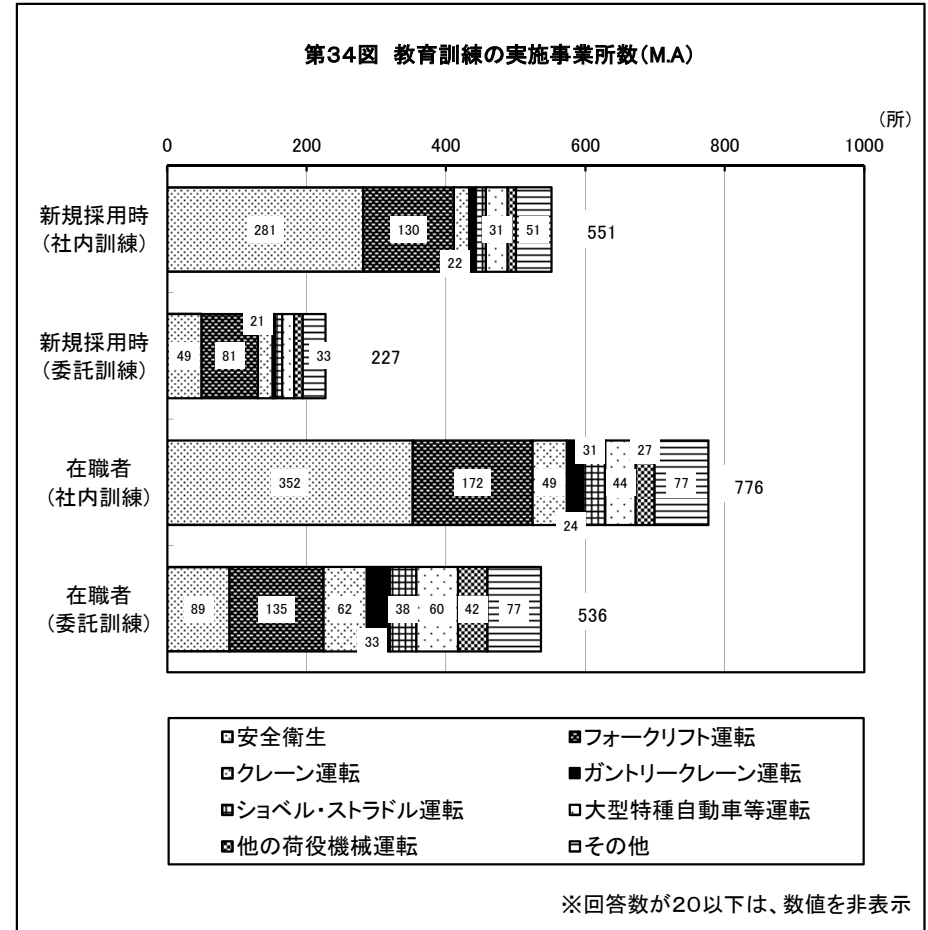 第34図 教育訓練の実施事業所数(M.A)
(所)
0 200 400 600 800 1000
新規採用時
(社内訓練)
281 130 22 31 51 551
新規採用時
(委託訓練)
49 81 21 33 227
在職者
(社内訓練)
352 172 49 24 31 44 27 77 776
在職者
(委託訓練)
89 135 62 33 38 60 42 77 536
安全衛生 フォークリフト運転
クレーン運転 ガントリークレーン運転
ショベル・ストラドル運転 大型特種自動車等運転
他の荷役機械運転 その他
※回答数が20以下は、数値を非表示